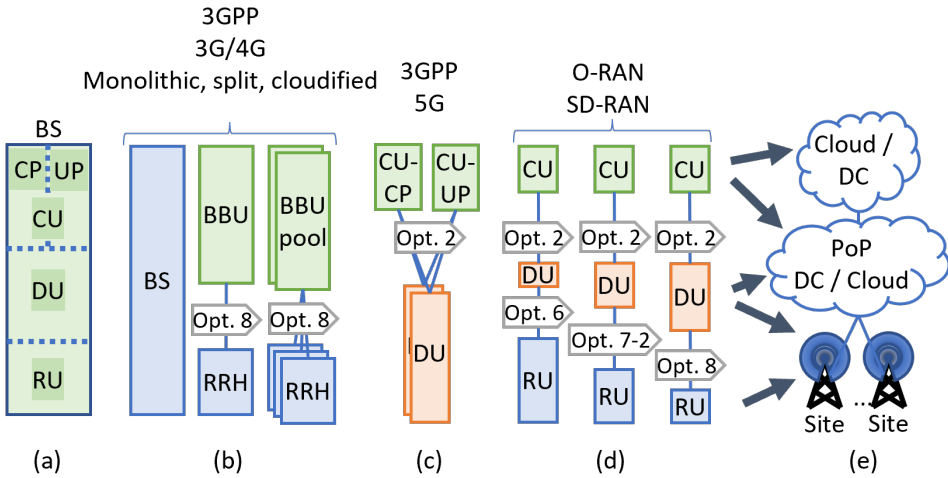 3GPP
3G/4G
Monolithic, split, cloudified
3GPP
5G
O-RAN
SD-RAN
BS
CP UP
CU
DU
RU
BS
BBU
Opt. 8
RRH
BBU
pool
Opt. 8
RRH
CU-
CP
CU-
UP
Opt. 2
DU
CU
Opt. 2
DU
Opt. 6
RU
CU
Opt. 2
DU
Opt. 7-2
RU
CU
Opt. 2
DU
Opt. 8
RU
Cloud /
DC
PoP
DC / Cloud
... 
Site Site
(a) (b) (c) (d) (e)